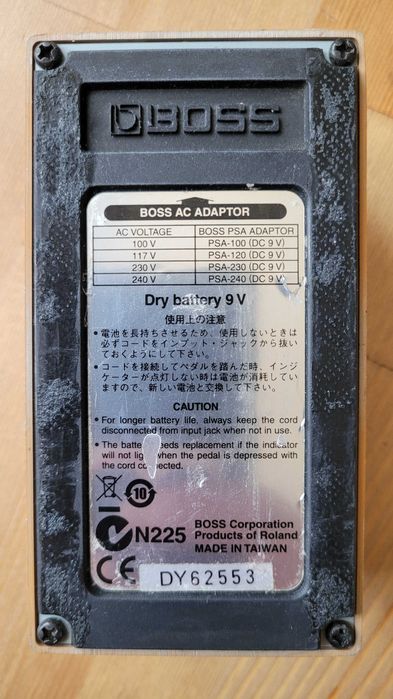 BOSS
BOSS AC ADAPTOR
AC VOLTAGE BOSS PSA ADAPTOR
100 V PSA-100 (DC 9 V)
117 V PSA-120 (DC 9 V)
230 V PSA-230 (DC 9 V)
240 V PSA-240 (DC 9 V)
Dry battery 9 V
使用上の注意
• 電池を長持ちさせるため、使用しないときは
必ずコードをインプット・ジャックから抜い
ておくようにして下さい。
• コードを接続してペダルを踏んだ時、インジ
ケーターが点灯しない時は電池が消耗してい
ますので、新しい電池と交換して下さい。
CAUTION
• For longer battery life, always keep the cord
disconnected from input jack when not in use.
• The needs replacement if the indicator
will not when the pedal is depressed with
the cord
10
N225
BOSS Corporation
Products of Roland
MADE IN TAIWAN
CE
DY62553